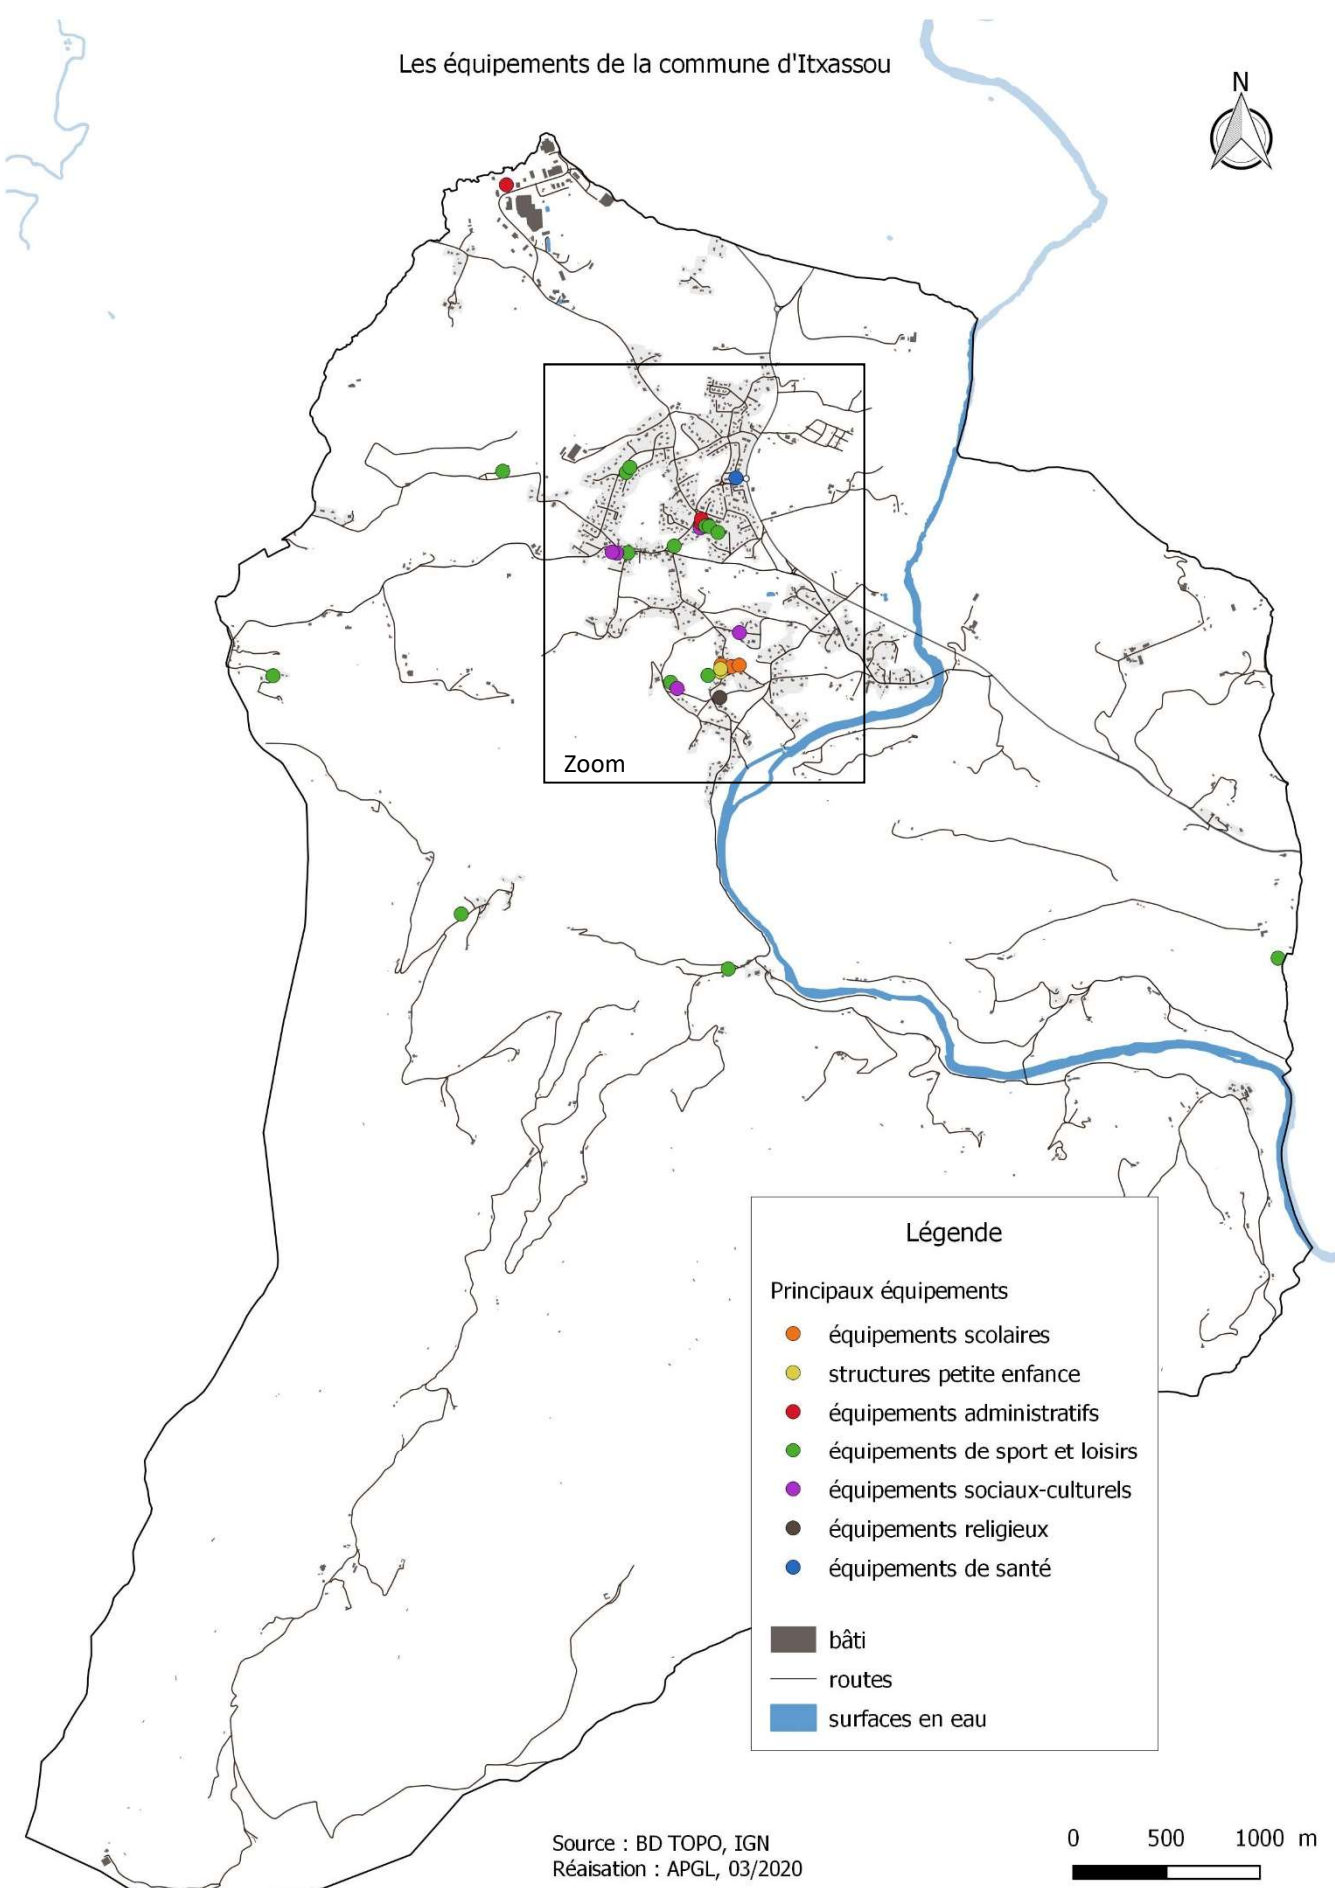 Les équipements de la commune d'Itxassou
N
Zoom
Légende
Principaux équipements
équipements scolaires
structures petite enfance
équipements administratifs
équipements de sport et loisirs
équipements sociaux-culturels
équipements religieux
équipements de santé
bâti
routes
surfaces en eau
Source : BD TOPO, IGN
Réaisation : APGL, 03/2020
0 500 1000 m